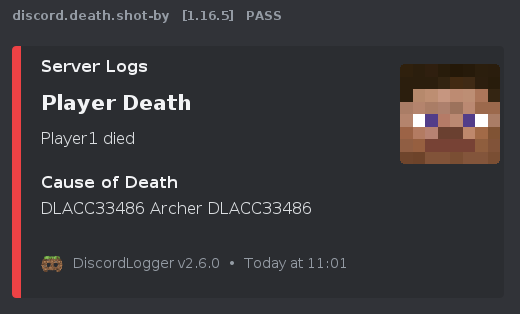 discord.death.shot-by [1.16.5] PASS
Server Logs
Player Death
Player1 died
Cause of Death
DLACC33486 Archer DLACC33486
DiscordLogger v2.6.0 • Today at 11:01